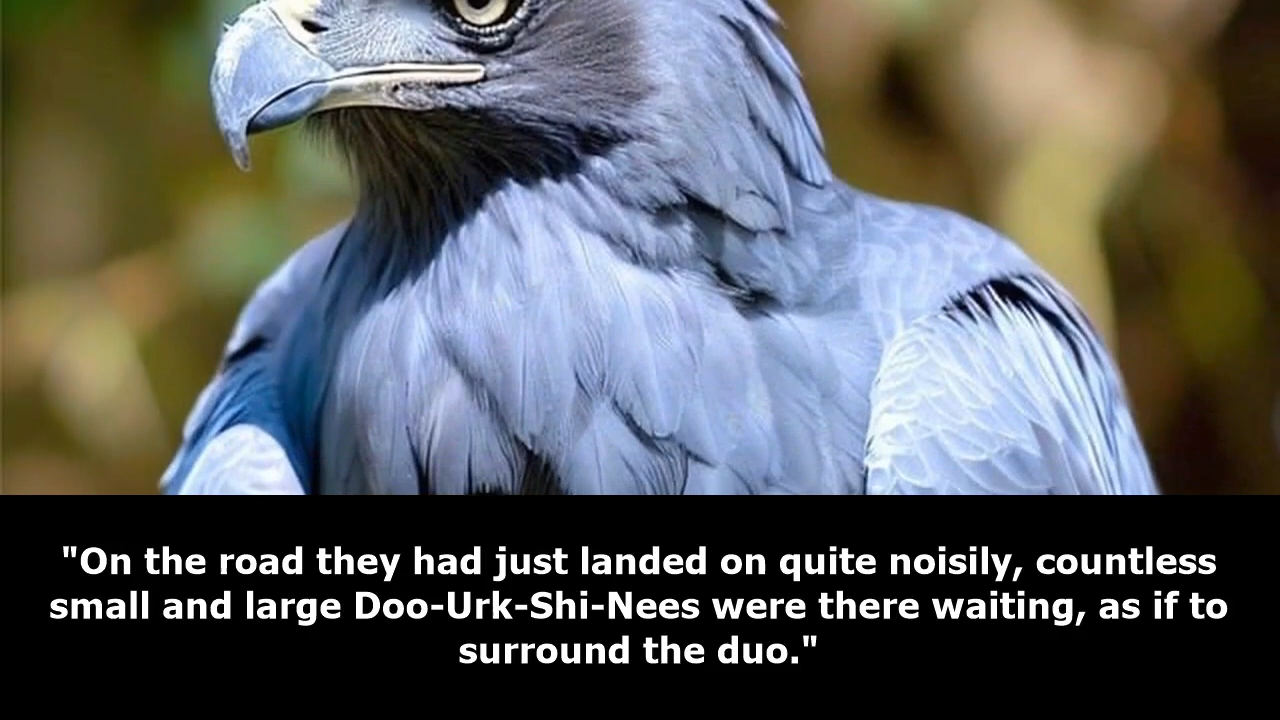 "On the road they had just landed on quite noisily, countless
small and large Doo-Urk-Shi-Nees were there waiting, as if to
surround the duo."